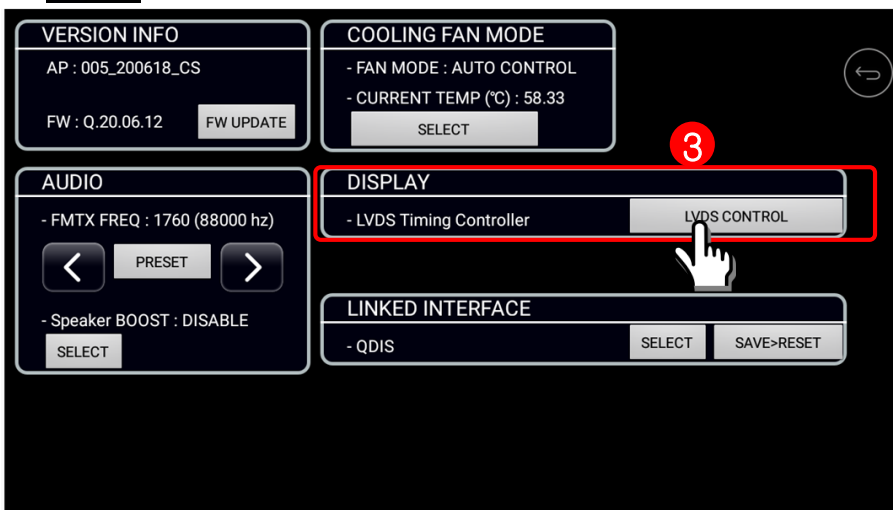 VERSION INFO
AP : 005_200618_CS
FW : Q.20.06.12
FW UPDATE
COOLING FAN MODE
- FAN MODE : AUTO CONTROL
- CURRENT TEMP (℃) : 58.33
SELECT
3
AUDIO
- FMTX FREQ : 1760 (88000 hz)
PRESET
- Speaker BOOST : DISABLE
SELECT
DISPLAY
- LVDS Timing Controller
LVDS CONTROL
LINKED INTERFACE
- QDIS
SELECT
SAVE>RESET